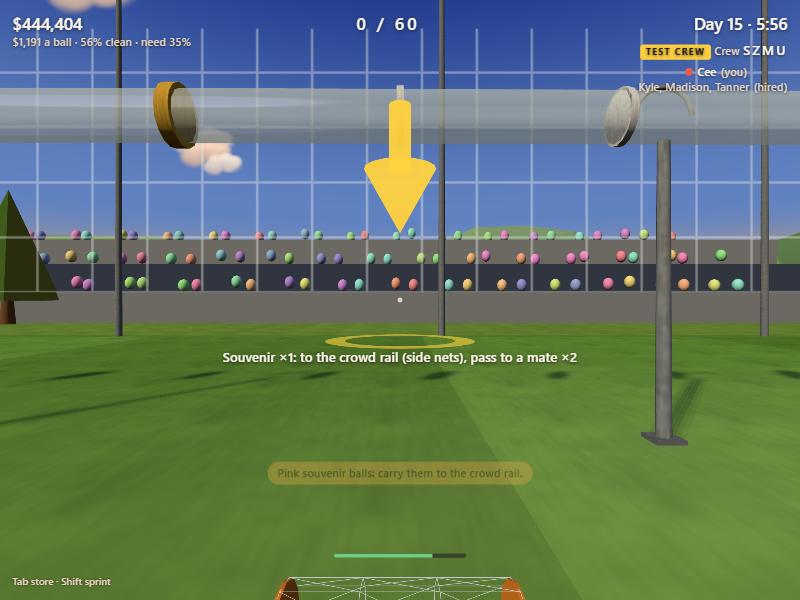 $444,404
$1,191 a ball · 56% clean · need 35%
0 / 60
Day 15 · 5:56
TEST CREW Crew SZMU
Cee (you)
Kyle, Madison, Tanner (hired)
Souvenir ×1: to the crowd rail (side nets), pass to a mate ×2
Pink souvenir balls: carry them to the crowd rail.
Tab store · Shift sprint